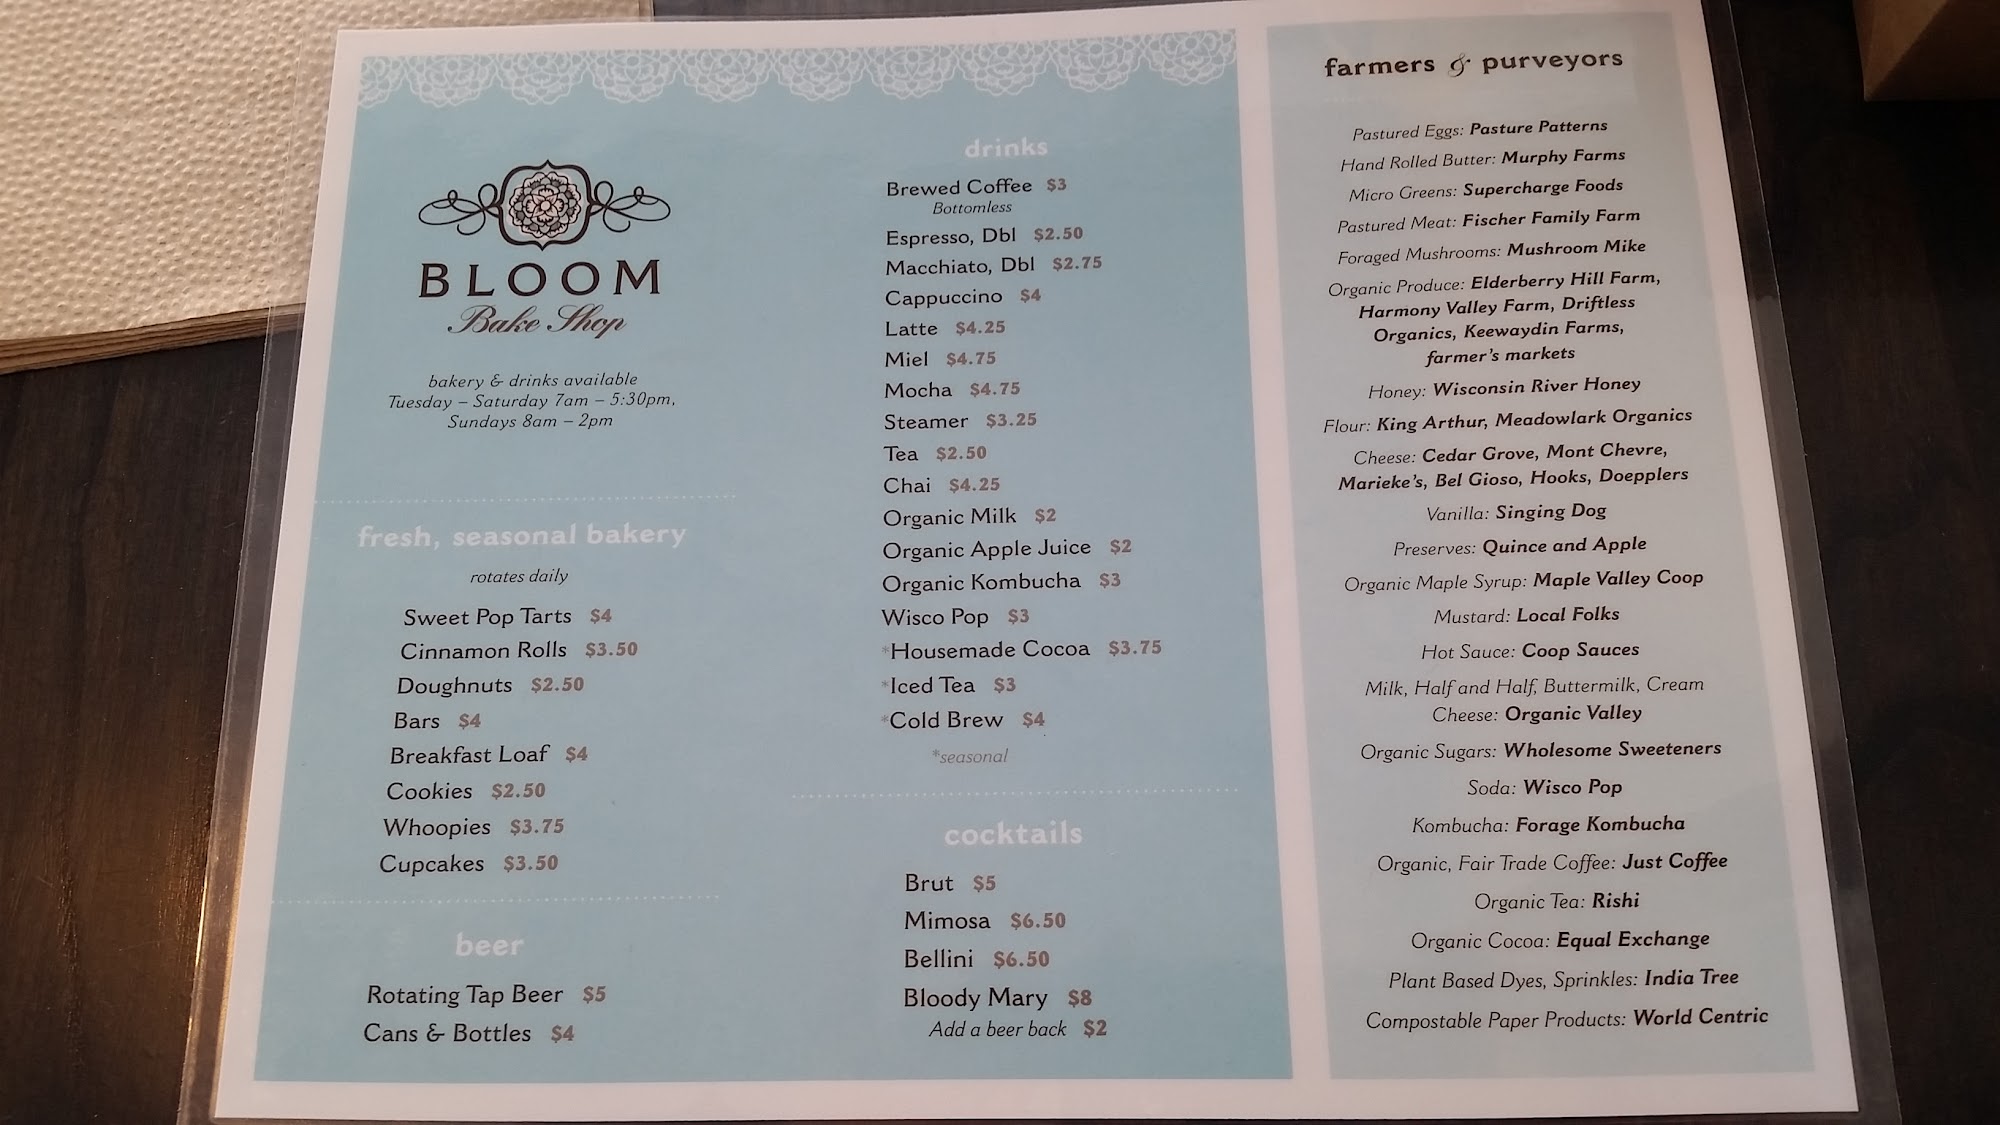 BLOOM
Bake Shop
bakery & drinks available
Tuesday – Saturday 7am – 5:30pm,
Sundays 8am – 2pm
fresh, seasonal bakery
rotates daily
Sweet Pop Tarts $4
Cinnamon Rolls $3.50
Doughnuts $2.50
Bars $4
Breakfast Loaf $4
Cookies $2.50
Whoopies $3.75
Cupcakes $3.50
beer
Rotating Tap Beer $5
Cans & Bottles $4
drinks
Brewed Coffee $3
Bottomless
Espresso, Dbl $2.50
Macchiato, Dbl $2.75
Cappuccino $4
Latte $4.25
Miel $4.75
Mocha $4.75
Steamer $3.25
Tea $2.50
Chai $4.25
Organic Milk $2
Organic Apple Juice $2
Organic Kombucha $3
Wisco Pop $3
*Housemade Cocoa $3.75
*Iced Tea $3
*Cold Brew $4
*seasonal
cocktails
Brut $5
Mimosa $6.50
Bellini $6.50
Bloody Mary $8
Add a beer back $2
farmers & purveyors
Pastured Eggs: Pasture Patterns
Hand Rolled Butter: Murphy Farms
Micro Greens: Supercharge Foods
Pastured Meat: Fischer Family Farm
Foraged Mushrooms: Mushroom Mike
Organic Produce: Elderberry Hill Farm,
Harmony Valley Farm, Driftless
Organics, Keewaydin Farms,
farmer's markets
Honey: Wisconsin River Honey
Flour: King Arthur, Meadowlark Organics
Cheese: Cedar Grove, Mont Chevre,
Marieke's, Bel Gioso, Hooks, Doepplers
Vanilla: Singing Dog
Preserves: Quince and Apple
Organic Maple Syrup: Maple Valley Coop
Mustard: Local Folks
Hot Sauce: Coop Sauces
Milk, Half and Half, Buttermilk, Cream
Cheese: Organic Valley
Organic Sugars: Wholesome Sweeteners
Soda: Wisco Pop
Kombucha: Forage Kombucha
Organic, Fair Trade Coffee: Just Coffee
Organic Tea: Rishi
Organic Cocoa: Equal Exchange
Plant Based Dyes, Sprinkles: India Tree
Compostable Paper Products: World Centric